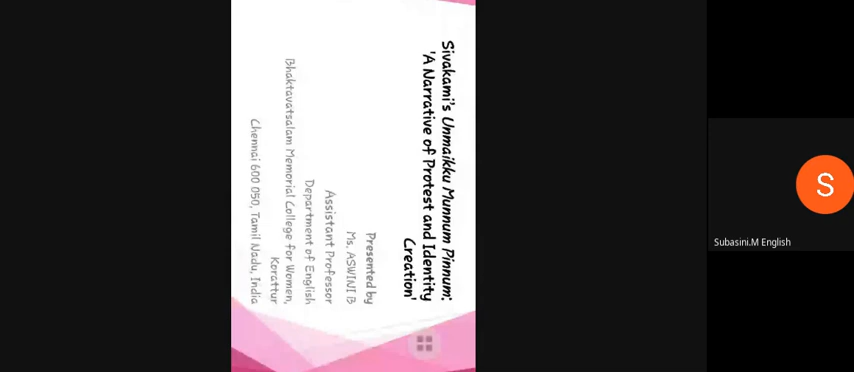 Sivakami's Unmaikku Munnum Pinnum:
'A Narrative of Protest and Identity
Creation'
Presented by
Ms. ASWINI B
Assistant Professor
Department of English
Bhaktavatsalam Memorial College for Women,
Korattur
Chennai 600 050, Tamil Nadu, India
S
Subasini.M English